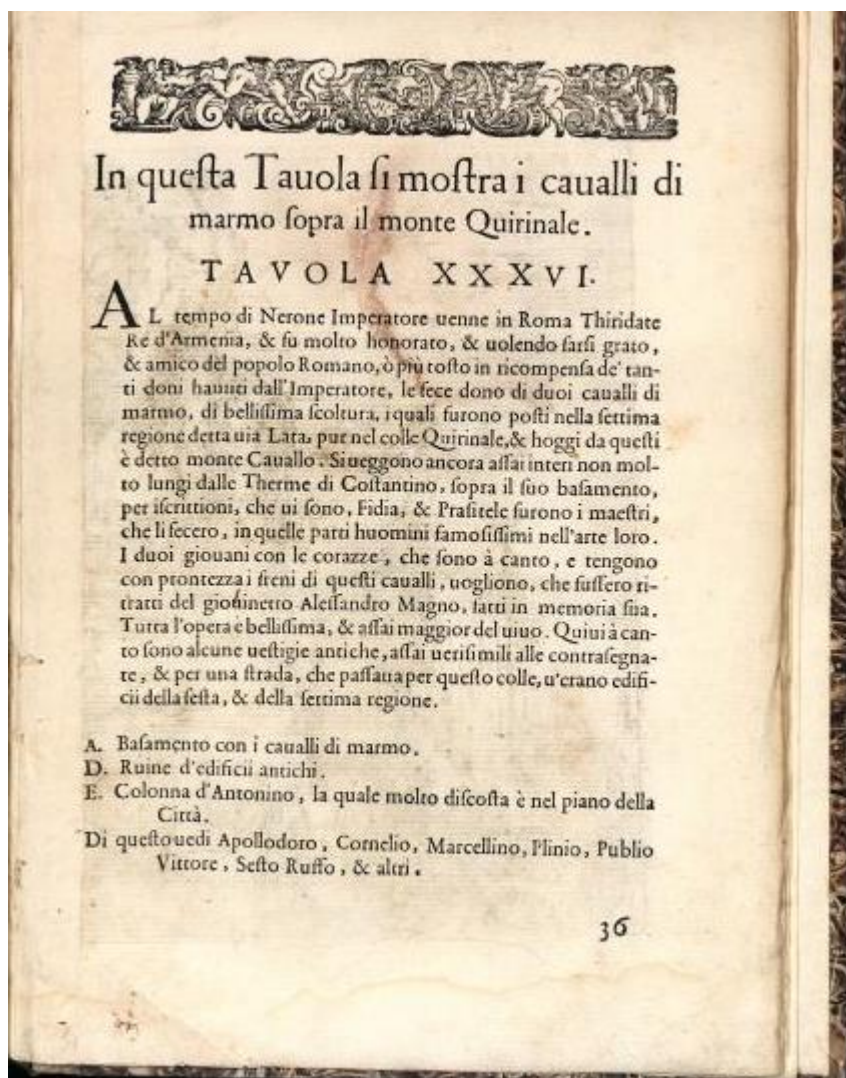 In queſta Tauola ſi moſtra i caualli di
marmo ſopra il monte Quirinale.
TAVOLA XXXVI.
AL tempo di Nerone Imperatore uenne in Roma Thiridate
Re d'Armenia, & fu molto honorato, & uolendo farſi grato,
& amico del popolo Romano, ò più toſto in ricompenſa de' tan-
ti doni hauuti dall'Imperatore, le fece dono di duoi caualli di
marmo, di belliſſima ſcoltura, i quali furono poſti nella ſettima
regione detta uia Lata, pur nel colle Quirinale, & hoggi da queſti
è detto monte Cauallo. Si ueggono ancora aſſai interi non mol-
to lungi dalle Therme di Coſtantino, ſopra il ſuo baſamento,
per iſcrittioni, che ui ſono, Fidia, & Praſitele furono i maeſtri,
che li fecero, in quelle parti huomini famoſiſſimi nell'arte loro.
I duoi giouani con le corazze, che ſono à canto, e tengono
con prontezza i freni di queſti caualli, uogliono, che fuſſero ri-
tratti del giouinetto Aleſſandro Magno, fatti in memoria ſua.
Tutta l'opera e belliſſima, & aſſai maggior del uiuo. Quiui à can-
to ſono alcune ueſtigie antiche, aſſai ueriſimili alle contraſegna-
te, & per una ſtrada, che paſſaua per queſto colle, u'erano edifi-
cii della ſeſta, & della ſettima regione.
A. Baſamento con i caualli di marmo.
D. Ruine d'edificii antichi.
E. Colonna d'Antonino, la quale molto diſcoſta è nel piano della
Città.
Di queſto uedi Apollodoro, Cornelio, Marcellino, Plinio, Publio
Vittore, Seſto Ruffo, & altri.
36